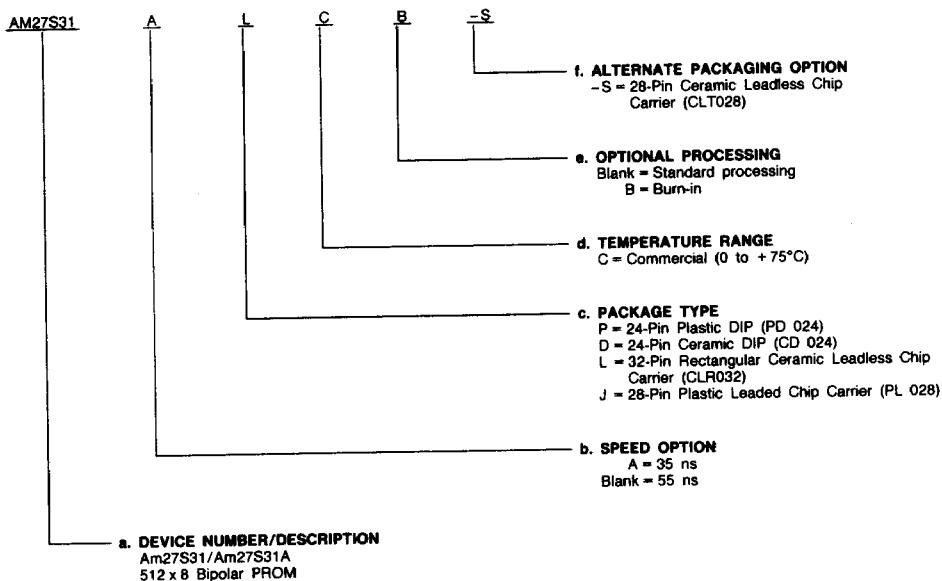 AM27S31 A L C B -S
f. ALTERNATE PACKAGING OPTION
-S = 28-Pin Ceramic Leadless Chip
Carrier (CLT028)
e. OPTIONAL PROCESSING
Blank = Standard processing
B = Burn-in
d. TEMPERATURE RANGE
C = Commercial (0 to +75°C)
c. PACKAGE TYPE
P = 24-Pin Plastic DIP (PD 024)
D = 24-Pin Ceramic DIP (CD 024)
L = 32-Pin Rectangular Ceramic Leadless Chip
Carrier (CLR032)
J = 28-Pin Plastic Leaded Chip Carrier (PL 028)
b. SPEED OPTION
A = 35 ns
Blank = 55 ns
a. DEVICE NUMBER/DESCRIPTION
Am27S31/Am27S31A
512 x 8 Bipolar PROM